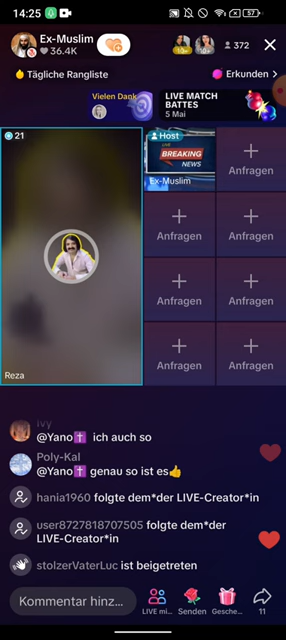 14:25
57
Ex-Muslim
36.4K
10+
372
Tägliche Rangliste
Erkunden
Vielen Dank
LIVE MATCH
BATTES
5 Mai
21
Host
LIVE
BREAKING
NEWS
Ex-Muslim
Anfragen
Anfragen
Anfragen
Anfragen
Anfragen
Anfragen
Anfragen
Reza
Ivy
@Yano✝️ ich auch so
Poly-Kal
@Yano✝️ genau so ist es👍
hania1960 folgte dem*der LIVE-Creator*in
user8727818707505 folgte dem*der
LIVE-Creator*in
stolzerVaterLuc ist beigetreten
Kommentar hinz...
LIVE mi...
Senden
Gesche...
11